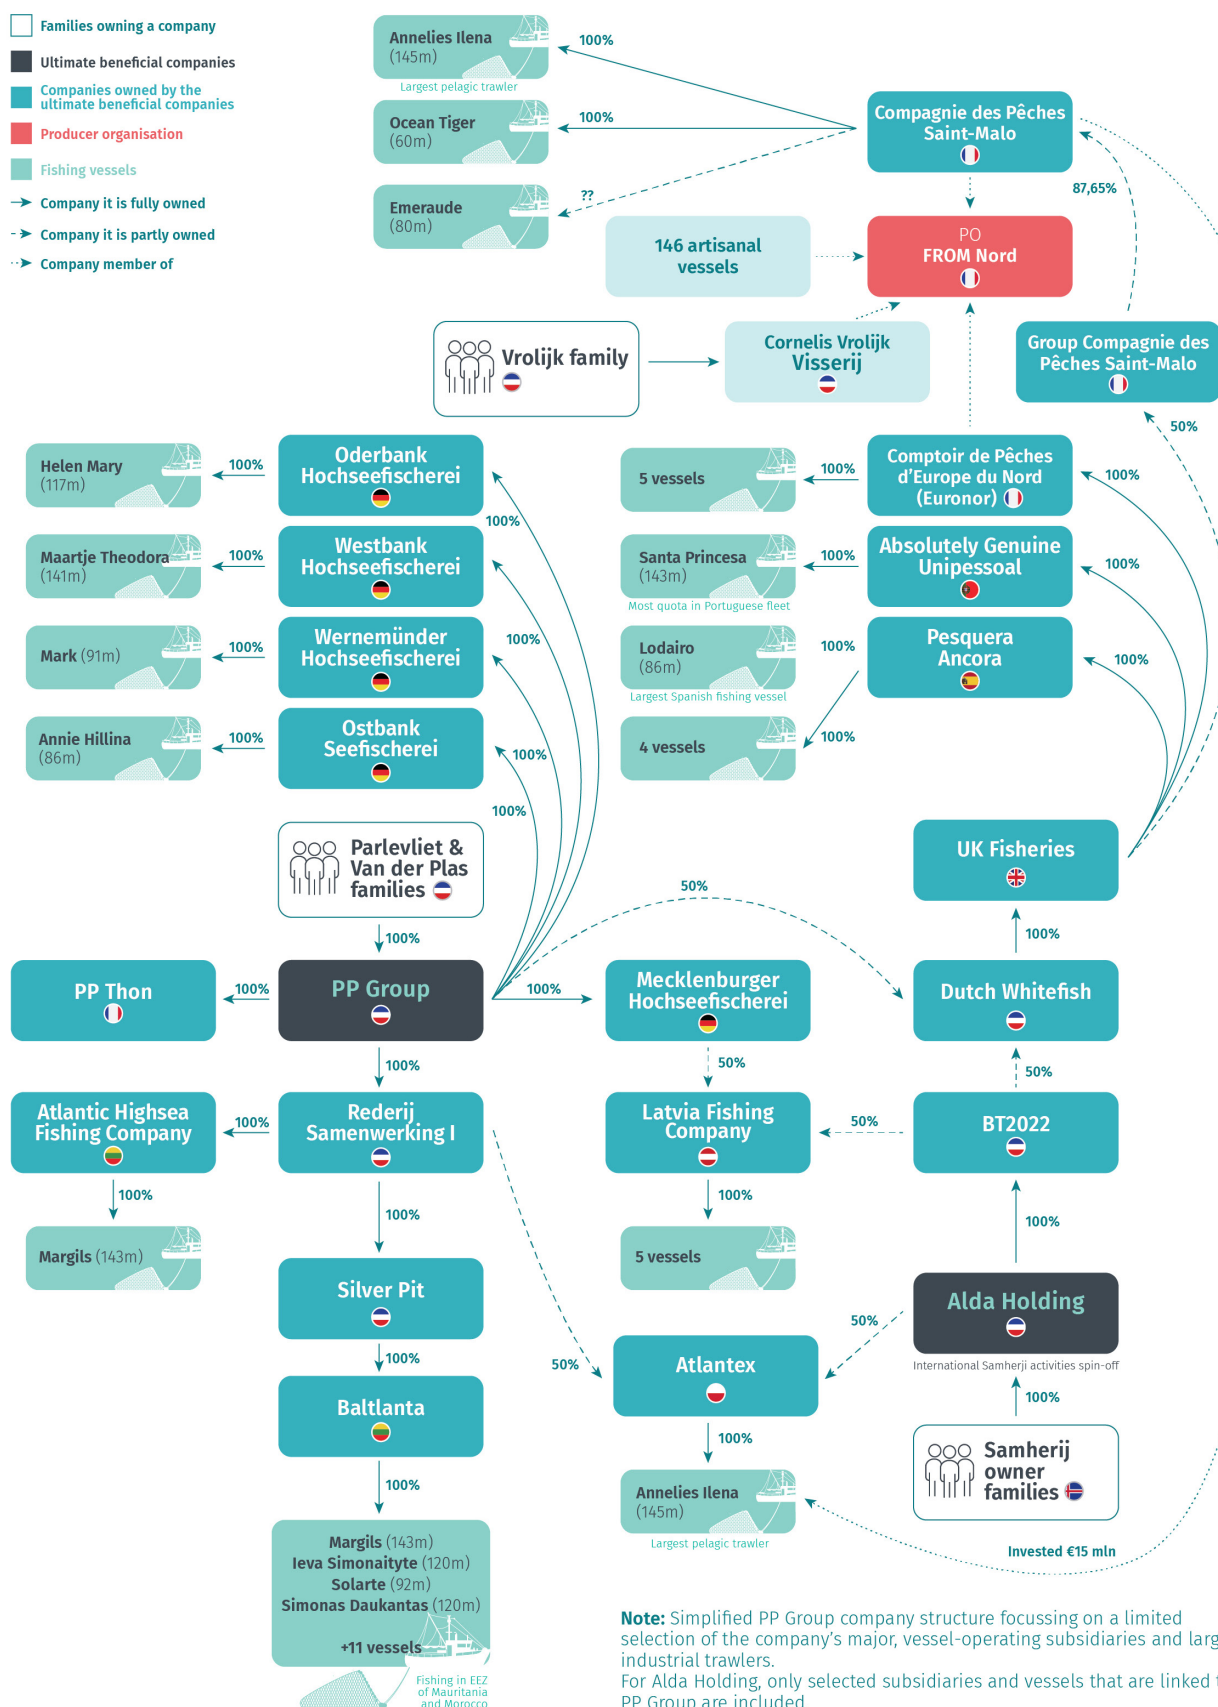 Families owning a company
Ultimate beneficial companies
Companies owned by the
ultimate beneficial companies
Producer organisation
Fishing vessels
Company it is fully owned
Company it is partly owned
Company member of
Annelies Ilena
(145m)
Largest pelagic trawler
100%
Ocean Tiger
(60m)
100%
Emeraude
(80m)
??
Compagnie des Pêches
Saint-Malo
87,65%
146 artisanal
vessels
PO
FROM Nord
Vrolijk family
Cornelis Vrolijk
Visserij
Group Compagnie des
Pêches Saint-Malo
50%
Helen Mary
(117m)
100%
Oderbank
Hochseefischerei
100%
Maartje Theodora
(141m)
100%
Westbank
Hochseefischerei
100%
Mark (91m)
100%
Wernemünder
Hochseefischerei
100%
Annie Hillina
(86m)
100%
Ostbank
Seefischerei
100%
5 vessels
100%
Comptoir de Pêches
d'Europe du Nord
(Euronor)
100%
Santa Princesa
(143m)
Most quota in Portuguese fleet
100%
Absolutely Genuine
Unipessoal
100%
Lodairo
(86m)
Largest Spanish fishing vessel
100%
Pesquera
Ancora
100%
4 vessels
100%
Parlevliet &
Van der Plas
families
100%
50%
UK Fisheries
100%
PP Thon
100%
PP Group
100%
Mecklenburger
Hochseefischerei
Dutch Whitefish
100%
50%
50%
Atlantic Highsea
Fishing Company
100%
Rederij
Samenwerking I
Latvia Fishing
Company
50%
BT2022
100%
100%
100%
100%
Margils (143m)
5 vessels
Silver Pit
Alda Holding
International Samherji activities spin-off
100%
50%
50%
Atlantex
100%
Baltlanta
100%
100%
Samherij
owner
families
Annelies Ilena
(145m)
Largest pelagic trawler
Invested €15 mln
Margils (143m)
Ieva Simonaityte (120m)
Solarte (92m)
Simonas Daukantas (120m)
+11 vessels
Fishing in EEZ
of Mauritania
and Morocco
Note: Simplified PP Group company structure focussing on a limited
selection of the company's major, vessel-operating subsidiaries and larg
industrial trawlers.
For Alda Holding, only selected subsidiaries and vessels that are linked t
PP Group are included